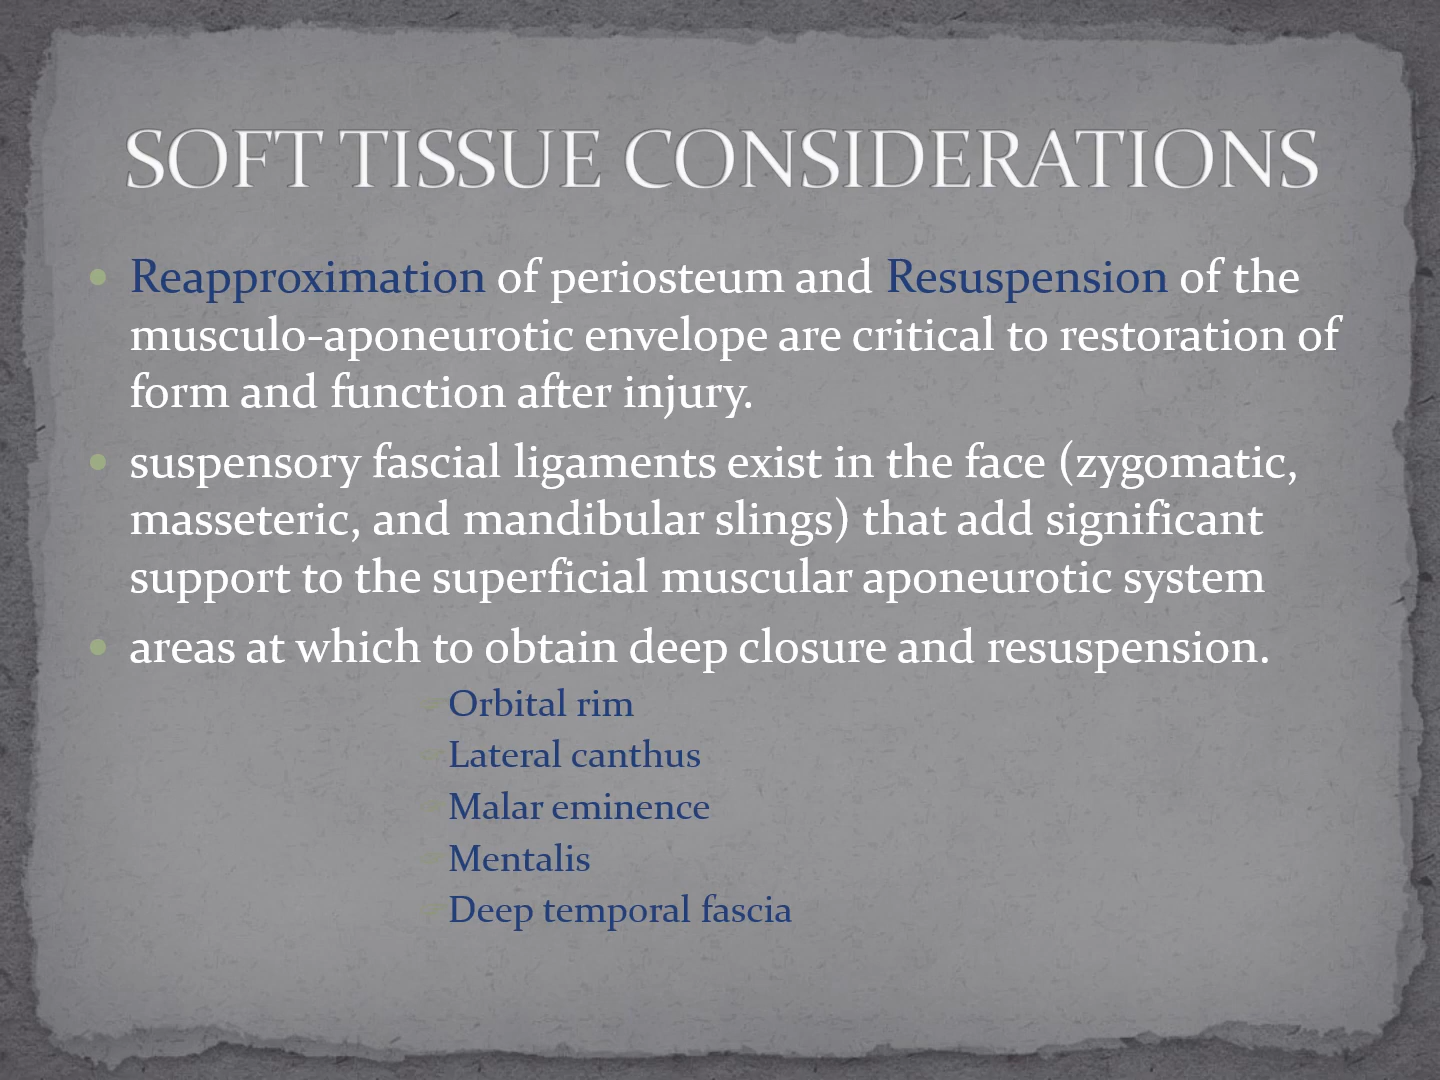 SOFT TISSUE CONSIDERATIONS
Reapproximation of periosteum and Resuspension of the
musculo-aponeurotic envelope are critical to restoration of
form and function after injury.
suspensory fascial ligaments exist in the face (zygomatic,
masseteric, and mandibular slings) that add significant
support to the superficial muscular aponeurotic system
areas at which to obtain deep closure and resuspension.
Orbital rim
Lateral canthus
Malar eminence
Mentalis
Deep temporal fascia